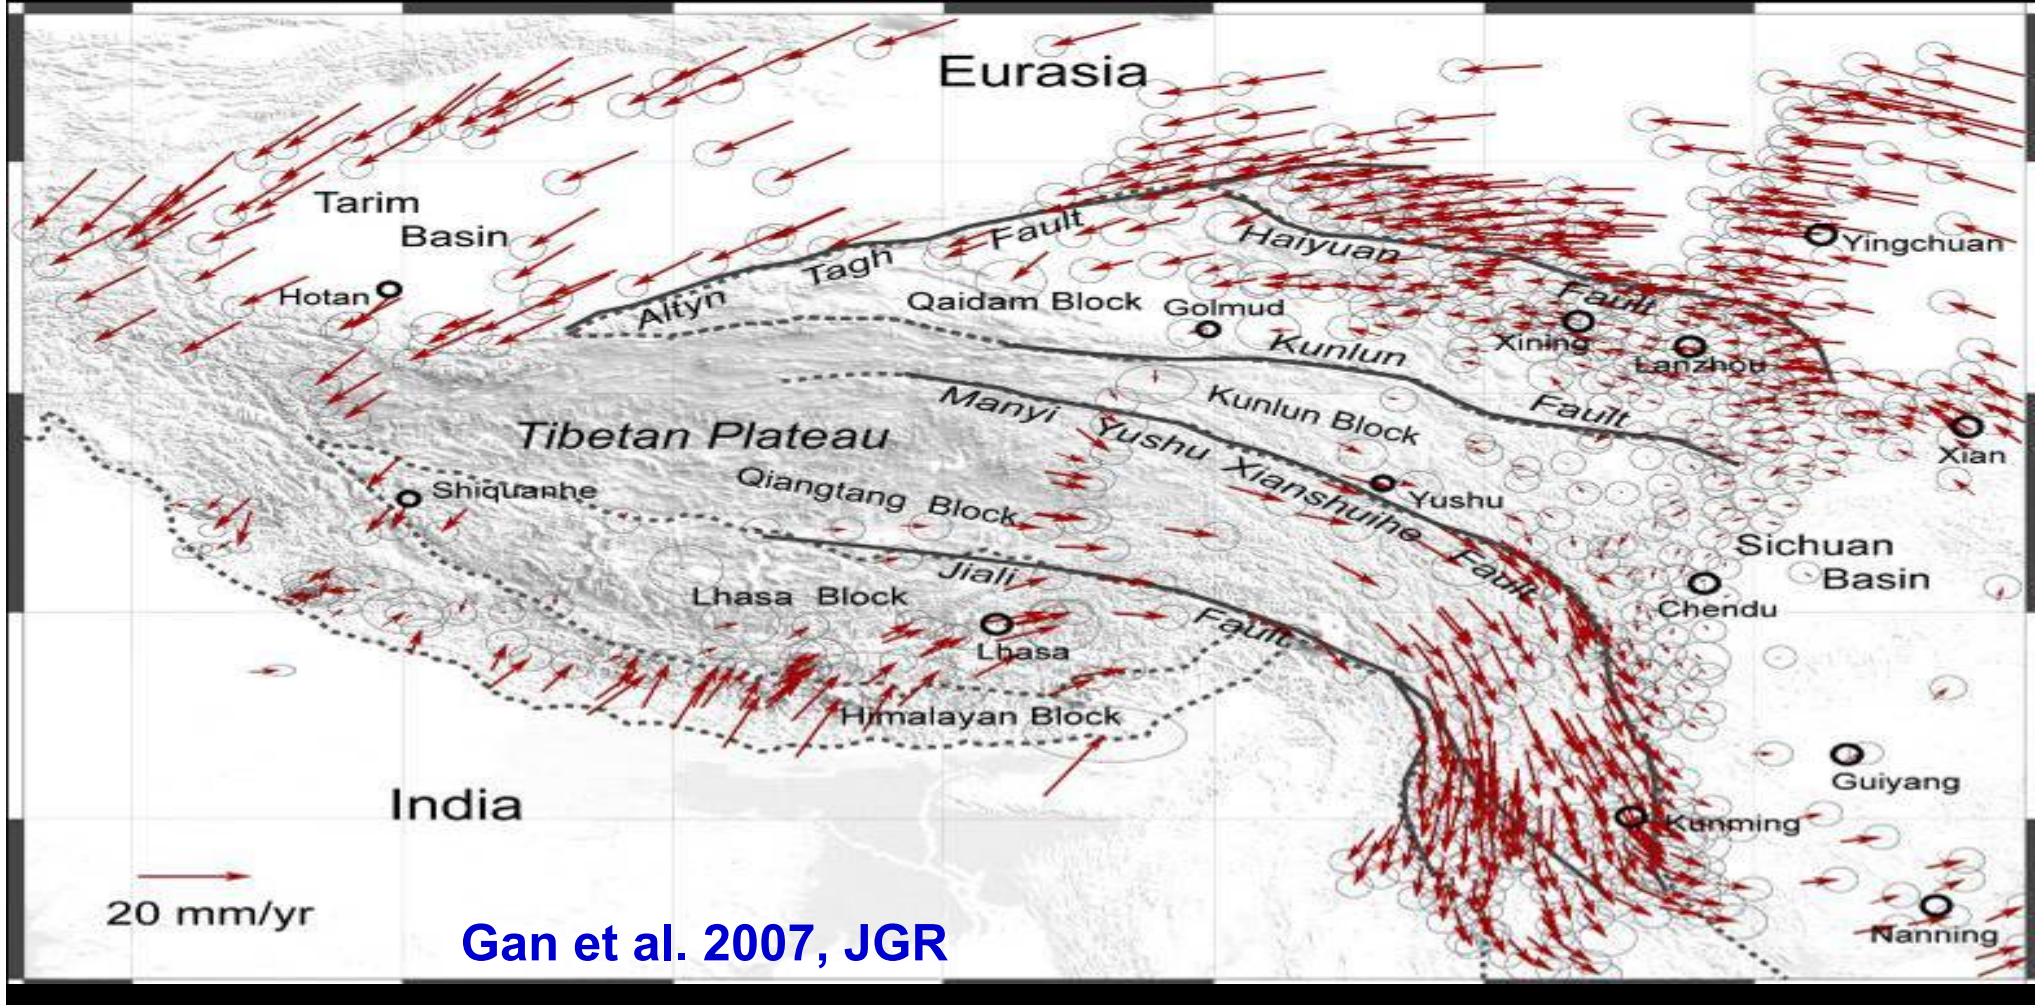 Eurasia
Tarim
Basin
Yingchuan
Fault
Haiyuan
Tagh
Hotan
Altyn
Qaidam Block
Golmud
Fault
Xining
Lanzhou
Kunlun
Fault
Manyi
Kunlun Block
Tibetan Plateau
Yushu
Xianshuihe
Fault
Xian
Qiangtang
Block
Shiquanhe
Yushu
Sichuan
Basin
Jiali
Fault
Lhasa Block
Chendu
Lhasa
Himalayan Block
Guiyang
India
Kunming
20 mm/yr
Gan et al. 2007, JGR
Nanning